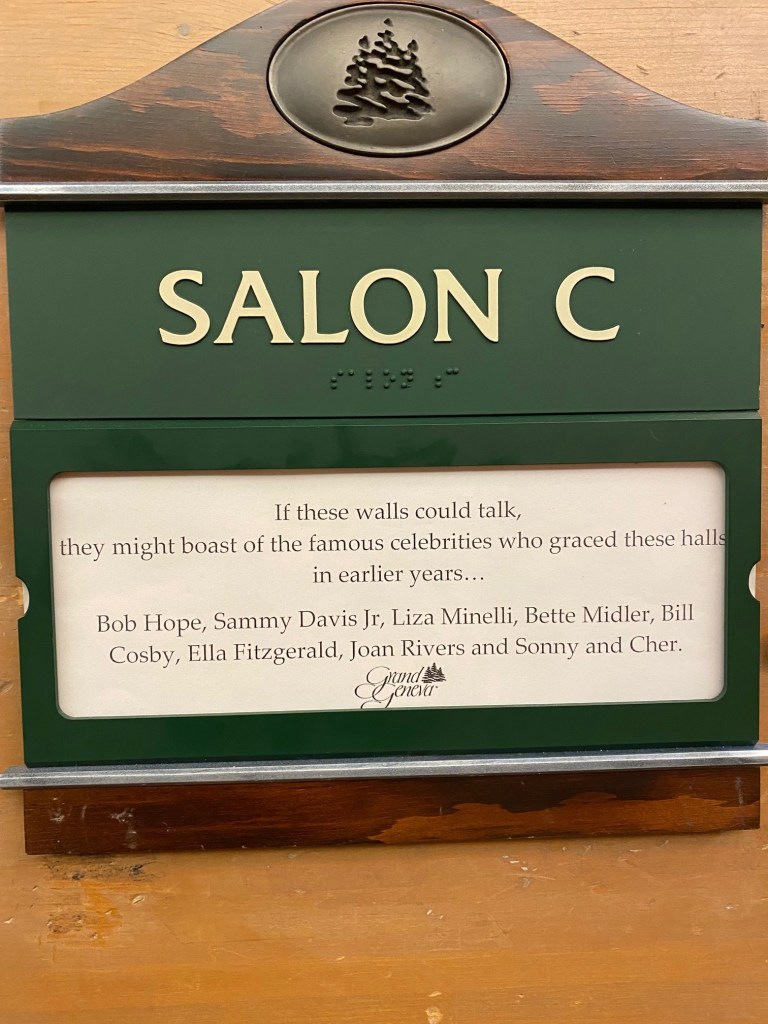 SALON C
⠎⠁⠇⠕⠝ ⠰⠉
If these walls could talk,
they might boast of the famous celebrities who graced these halls
in earlier years…
Bob Hope, Sammy Davis Jr, Liza Minelli, Bette Midler, Bill
Cosby, Ella Fitzgerald, Joan Rivers and Sonny and Cher.
Grand
Geneva